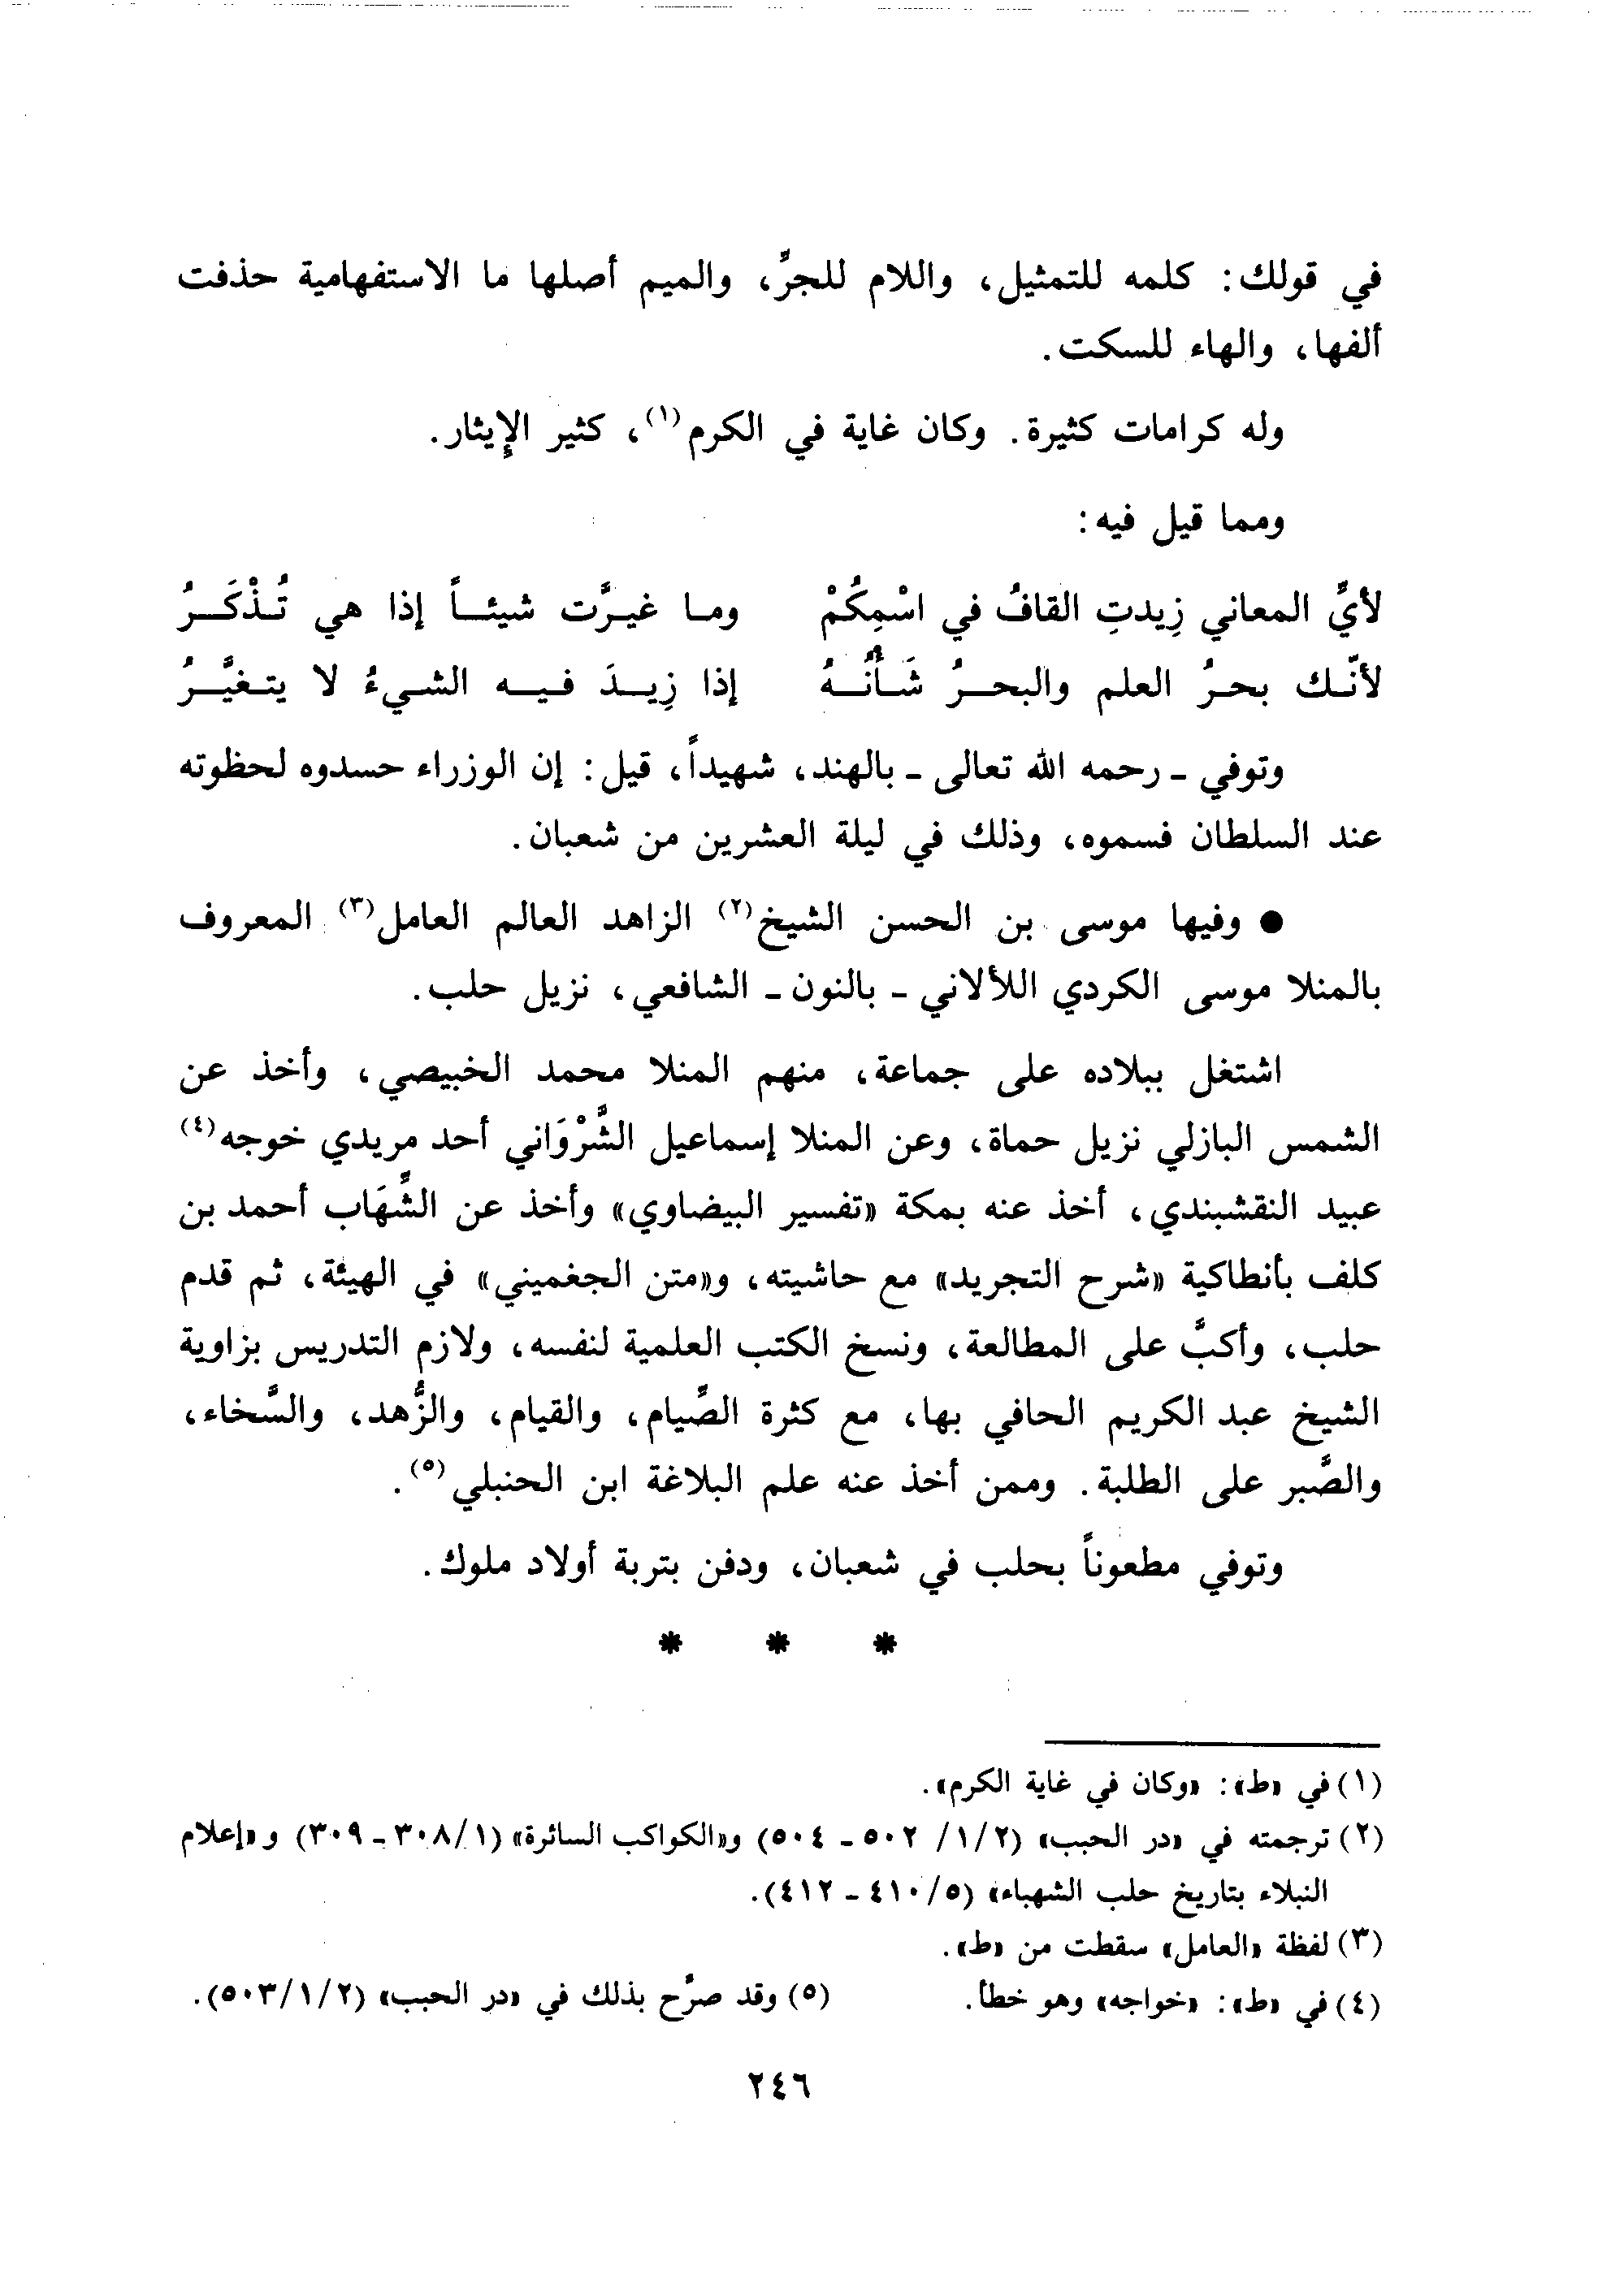 في قولك: كلمه للتمثيل، واللام للجرِّ، والميم أصلها ما الاستفهامية حذفت
ألفها، والهاء للسكت.
وله كرامات كثيرة. وكان غاية في الكرم(١)، كثير الإِيثار.
ومما قيل فيه:
لأيِّ المعاني زِيدتِ القافُ في اسْمِكُمْ وما غيرَّت شيئاً إذا هي تُذْكَرُ
لأنّك بحرُ العلم والبحرُ شَأْنُهُ إذا زِيدَ فيه الشيءُ لا يتغيَّرُ
وتوفي - رحمه الله تعالى - بالهند، شهيداً، قيل: إن الوزراء حسدوه لحظوته
عند السلطان فسموه، وذلك في ليلة العشرين من شعبان.
● وفيها موسى بن الحسن الشيخ(٢) الزاهد العالم العامل(٣) المعروف
بالمنلا موسى الكردي اللألاني - بالنون - الشافعي، نزيل حلب.
اشتغل ببلاده على جماعة، منهم المنلا محمد الخبيصي، وأخذ عن
الشمس البازلي نزيل حماة، وعن المنلا إسماعيل الشَّرْوَاني أحد مريدي خوجه(٤)
عبيد النقشبندي، أخذ عنه بمكة «تفسير البيضاوي» وأخذ عن الشِّهَاب أحمد بن
كلف بأنطاكية «شرح التجريد» مع حاشيته، و«متن الجغميني» في الهيئة، ثم قدم
حلب، وأكبَّ على المطالعة، ونسخ الكتب العلمية لنفسه، ولازم التدريس بزاوية
الشيخ عبد الكريم الحافي بها، مع كثرة الصِّيام، والقيام، والزُّهد، والسَّخاء،
والصَّبر على الطلبة. وممن أخذ عنه علم البلاغة ابن الحنبلي(٥).
وتوفي مطعوناً بحلب في شعبان، ودفن بتربة أولاد ملوك.
* * *
(١) في «ط»: «وكان في غاية الكرم».
(٢) ترجمته في «در الحبب» (٢/١/ ٥٠٢ - ٥٠٤) و«الكواكب السائرة» (١/٣٠٨ - ٣٠٩) و«إعلام
النبلاء بتاريخ حلب الشهباء» (٥/٤١٠ - ٤١٢).
(٣) لفظة «العامل» سقطت من «ط».
(٤) في «ط»: «خواجه» وهو خطأ. (٥) وقد صرَّح بذلك في «در الحبب» (٢/١/٥٠٣).
٢٤٦